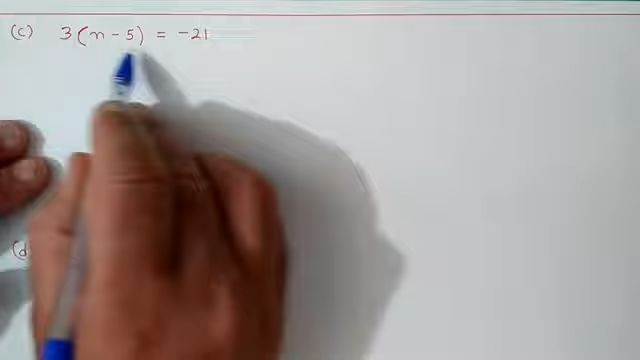 (c) 3(n-5) = -21
(d